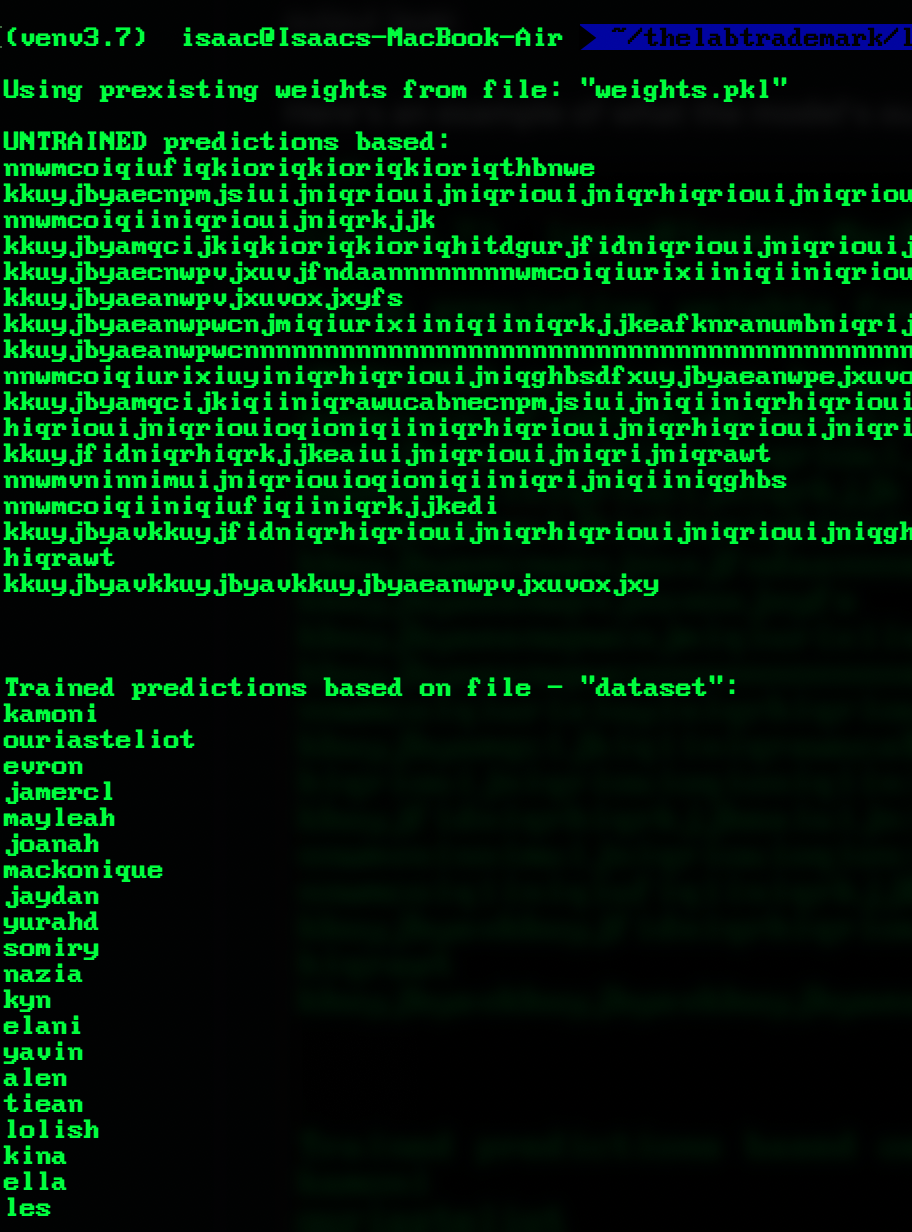 (venv3.7) isaac@Isaacs-MacBook-Air ~/thelabtrademark/l
Using prexisting weights from file: "weights.pkl"
UNTRAINED predictions based:
nnwmcoiqiufiqkioriqkioriqkioriqthbnwe
kkuyjbyaecnpmjsiuijniqriouijniqriouijniqrhiqriouijniqriou
nnwmcoiqiiniqriouijniqrkjjk
kkuyjbyamqcijkiqkioriqkioriqhitdgurjfidniqriouijniqriouij
kkuyjbyaecnwpvjxuvjfndaannnnnnnnwmcoiqiurixiiniqiiniqriou
kkuyjbyaeanwpvjxuvoxjxyfs
kkuyjbyaeanwpwcnjmiqiurixiiniqiiniqrkjjkeafknranumbniqrij
kkuyjbyaeanwpwcnnnnnnnnnnnnnnnnnnnnnnnnnnnnnnnnnnnnnnnnnn
nnwmcoiqiurixiuyiniqrhiqriouijniqghbsdfxuyjbyaeanwpejxuvo
kkuyjbyamqcijkiqiiniqrawucabnecnpmjsiuijniqiiniqrhiqrioui
hiqriouijniqriouioqioniqiiniqrhiqriouijniqrhiqriouijniqri
kkuyjfidniqrhiqrkjjkeaiuijniqriouijniqrijniqrawt
nnwmvninnimuijniqriouioqioniqiiniqrijniqiiniqghbs
nnwmcoiqiiniqiufiqiiniqrkjjkedi
kkuyjbyavkkuyjfidniqrhiqriouijniqrhiqriouijniqriouijniqgh
hiqrawt
kkuyjbyavkkuyjbyavkkuyjbyaeanwpvjxuvoxjxy
Trained predictions based on file - "dataset":
kamoni
ouriasteliot
evron
jamercl
mayleah
joanah
mackonique
jaydan
yurahd
somiry
nazia
kyn
elani
yavin
alen
tiean
lolish
kina
ella
les